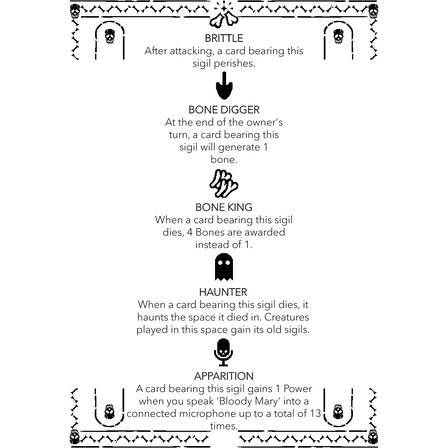 BRITTLE
After attacking, a card bearing this
sigil perishes.
BONE DIGGER
At the end of the owner's
turn, a card bearing this
sigil will generate 1
bone.
BONE KING
When a card bearing this sigil
dies, 4 Bones are awarded
instead of 1.
HAUNTER
When a card bearing this sigil dies, it
haunts the space it died in. Creatures
played in this space gain its old sigils.
APPARITION
A card bearing this sigil gains 1 Power
when you speak 'Bloody Mary' into a
connected microphone up to a total of 13
times.